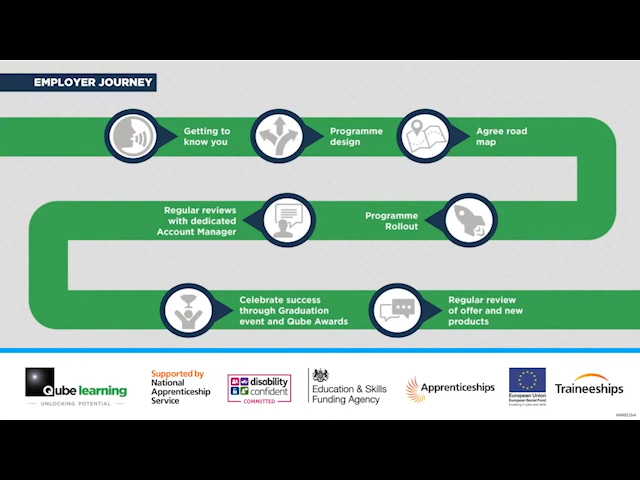 EMPLOYER JOURNEY
Getting to
know you
Programme
design
Agree road
map
Regular reviews
with dedicated
Account Manager
Programme
Rollout
Celebrate success
through Graduation
event and Qube Awards
Regular review
of offer and new
products
Qube learning
UNLOCKING POTENTIAL
Supported by
National
Apprenticeship
Service
disability
confident
COMMITTED
Education & Skills
Funding Agency
Apprenticeships
European Union
European Social Fund
Traineeships